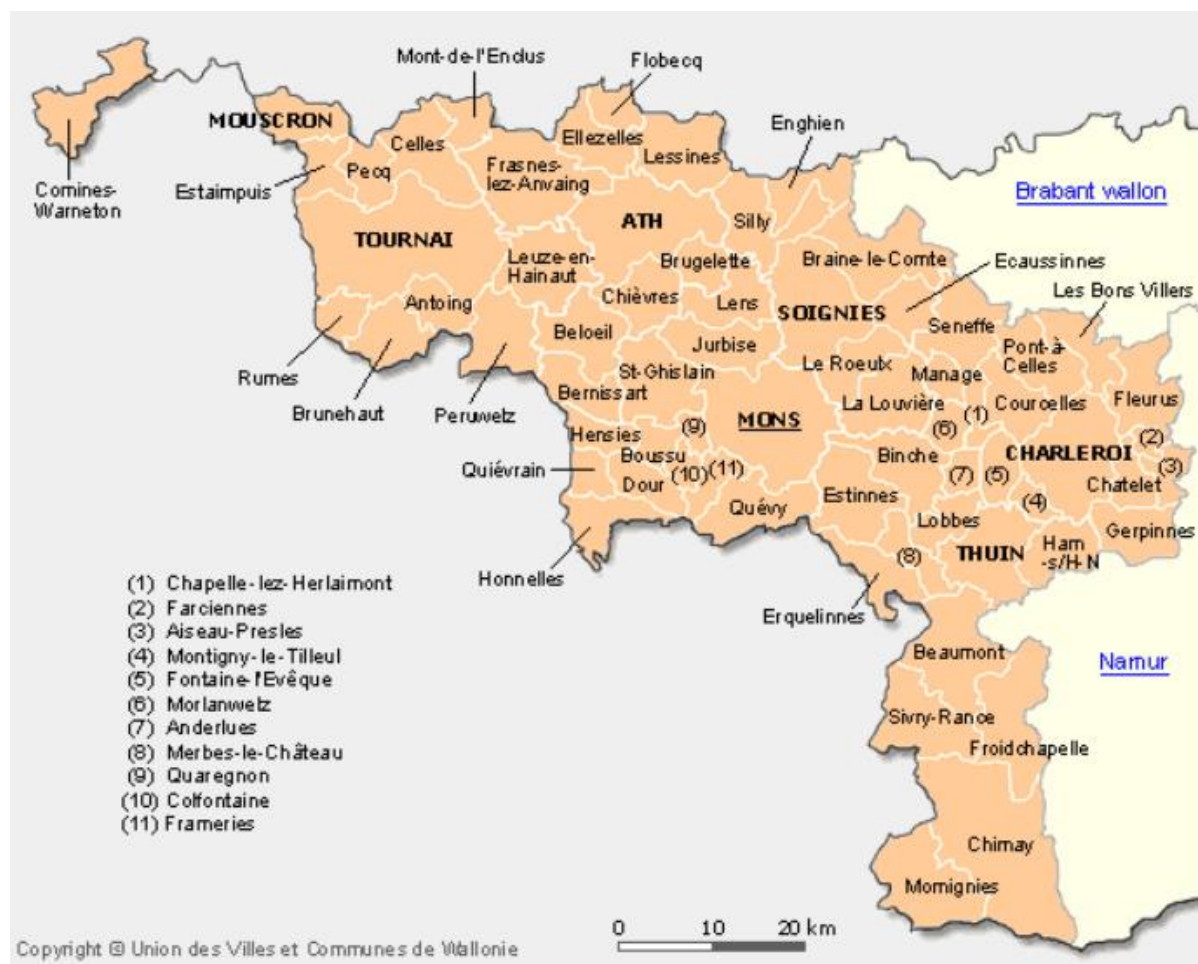 Mont-de-l'Enclus
Flobecq
MOUSCRON
Enghien
Celles
Ellezelles
Lessines
Comines-
Warneton
Estaimpuis
Pecq
Frasnes-
lez-Anvaing
Brabant wallon
TOURNAI
ATH
Silly
Leuze-en-
Hainaut
Brugelette
Braine-le-Comte
Ecaussinnes
Antoing
Chièvres
Lens
SOIGNIES
Les Bons Villers
Seneffe
Rumes
Beloeil
Jurbise
Pont-à-
Celles
Brunehaut
Peruwelz
St-Ghislain
Le Roeulx
Manage
Bernissart
La Louvière
(1)
Courcelles
Fleurus
MONS
(9)
(6)
(2)
Hensies
Quiévrain
Boussu
(10)
(11)
Binche
CHARLEROI
(3)
Dour
(7)
(5)
Chatelet
Quévy
Estinnes
(4)
Lobbes
Gerpinnes
Honnelles
(8)
THUIN
Ham
-s/H-N
Erquelinnes
(1) Chapelle-lez-Herlaimont
(2) Farciennes
(3) Aiseau-Presles
(4) Montigny-le-Tilleul
(5) Fontaine-l'Evêque
(6) Morlanwelz
(7) Anderlues
(8) Merbes-le-Château
(9) Quaregnon
(10) Colfontaine
(11) Frameries
Beaumont
Namur
Sivry-Rance
Froidchapelle
Chimay
Momignies
0 10 20 km
Copyright © Union des Villes et Communes de Wallonie